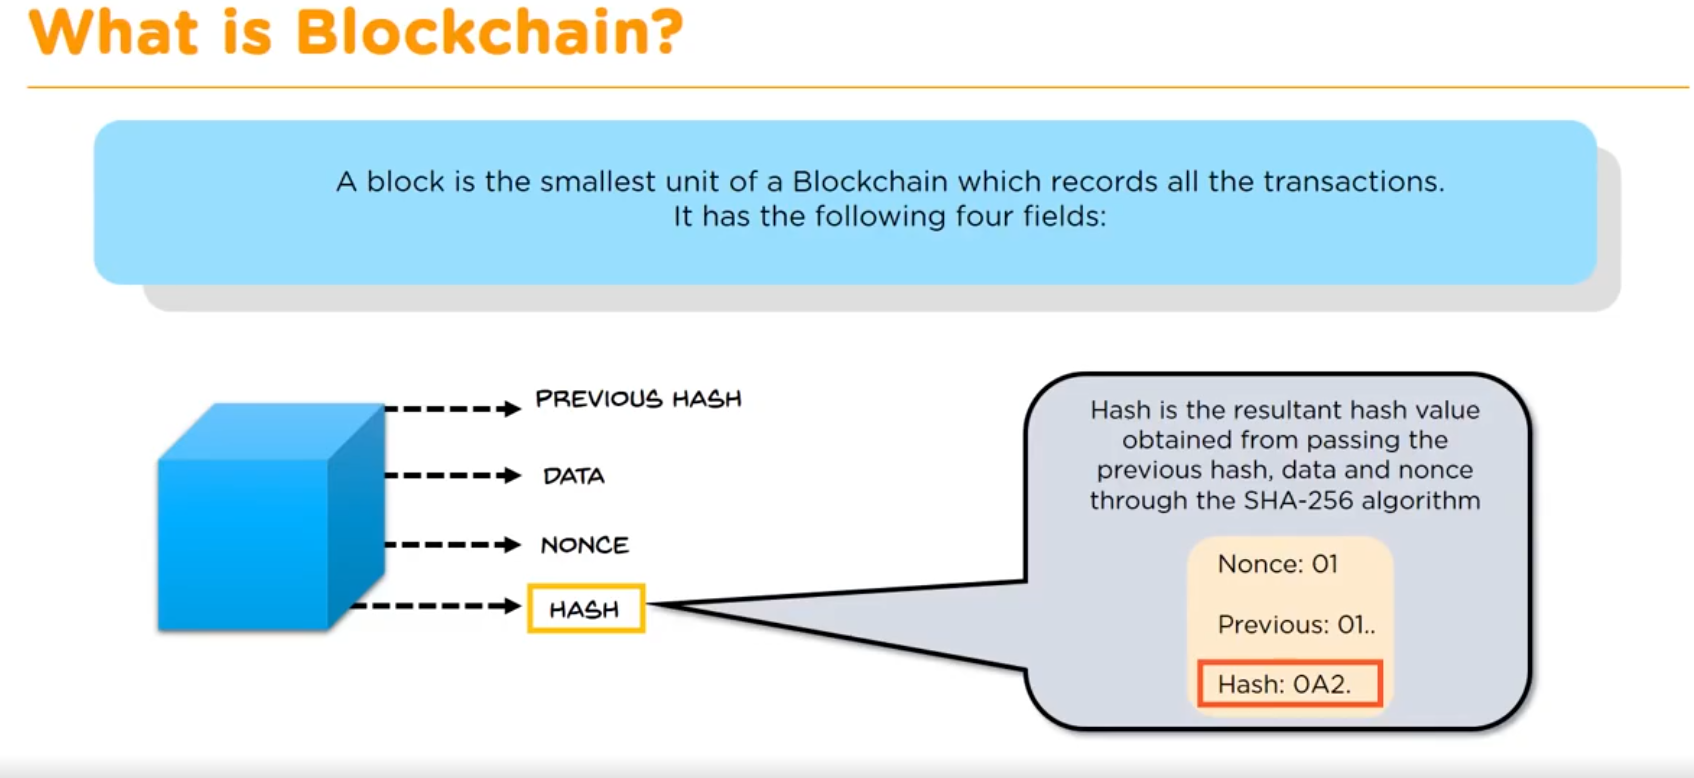 What is Blockchain?
A block is the smallest unit of a Blockchain which records all the transactions.
It has the following four fields:
PREVIOUS HASH
DATA
NONCE
HASH
Hash is the resultant hash value
obtained from passing the
previous hash, data and nonce
through the SHA-256 algorithm
Nonce: 01
Previous: 01..
Hash: 0A2.